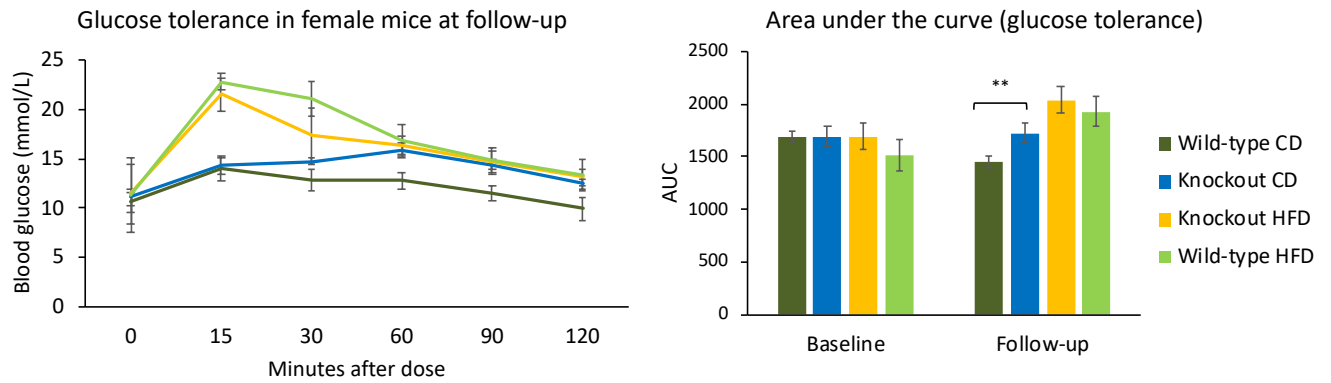 Glucose tolerance in female mice at follow-up
Blood glucose (mmol/L)
25
20
15
10
5
0
0 15 30 60 90 120
Minutes after dose
Area under the curve (glucose tolerance)
AUC
2500
2000
1500
1000
500
0
**
Baseline Follow-up
Wild-type CD
Knockout CD
Knockout HFD
Wild-type HFD